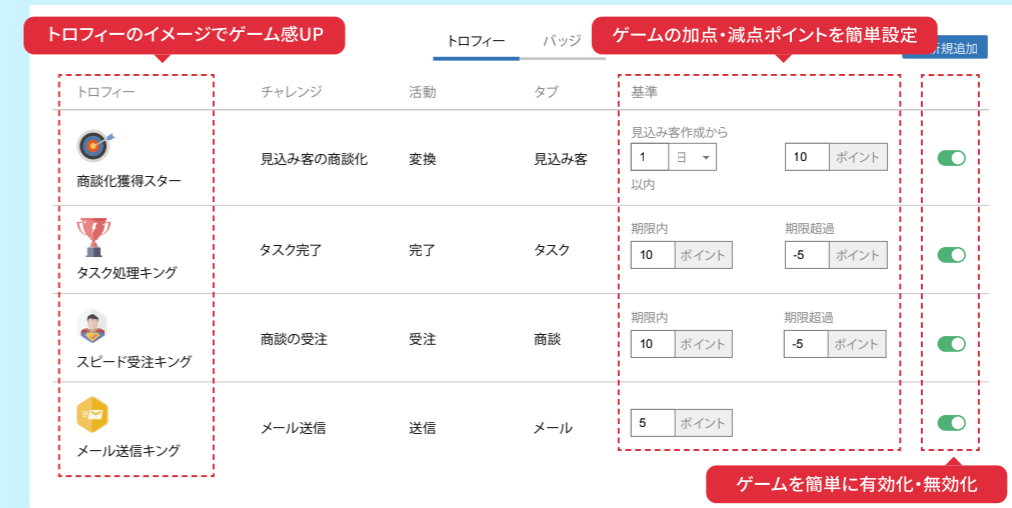 トロフィーのイメージでゲーム感UP
ゲームの加点・減点ポイントを簡単設定
トロフィー バッジ
規追加
トロフィー チャレンジ 活動 タブ 基準
見込み客作成から
商談化獲得スター 見込み客の商談化 変換 見込み客 1 日 10 ポイント
以内
期限内 期限超過
タスク処理キング タスク完了 完了 タスク 10 ポイント -5 ポイント
期限内 期限超過
スピード受注キング 商談の受注 受注 商談 10 ポイント -5 ポイント
メール送信キング メール送信 送信 メール 5 ポイント
ゲームを簡単に有効化・無効化